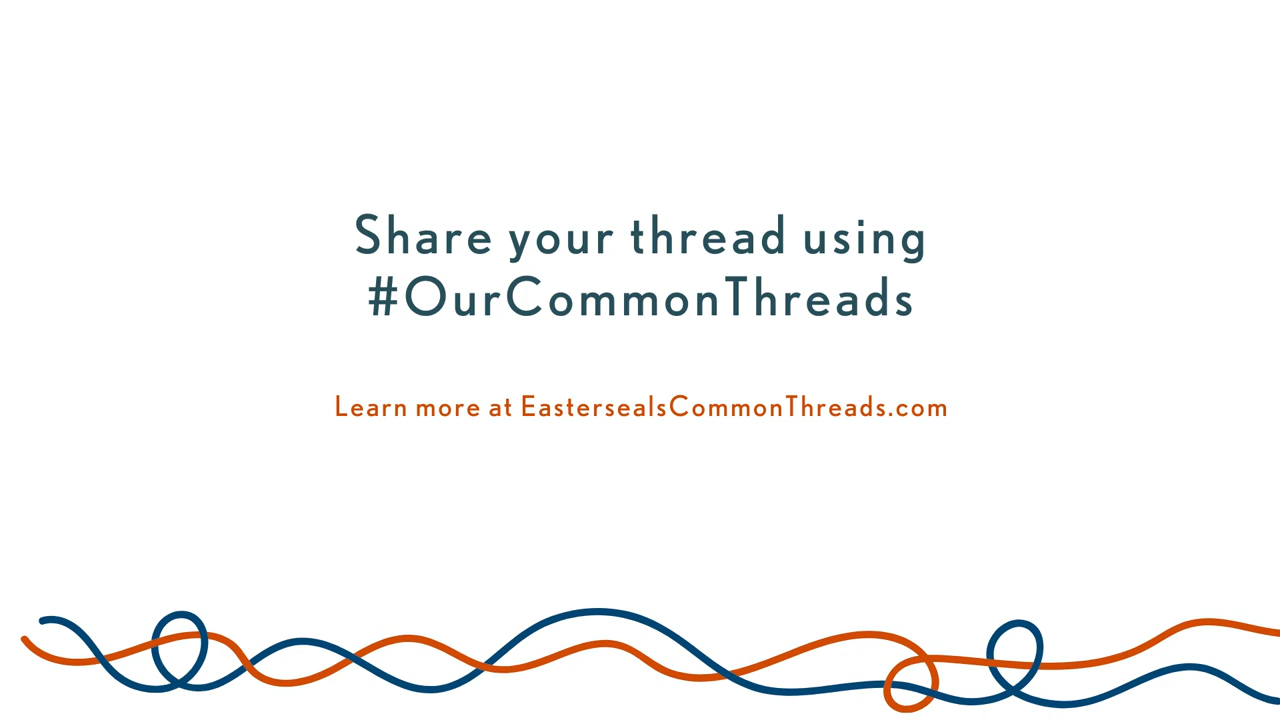 Share your thread using
#OurCommonThreads
Learn more at EastersealsCommonThreads.com